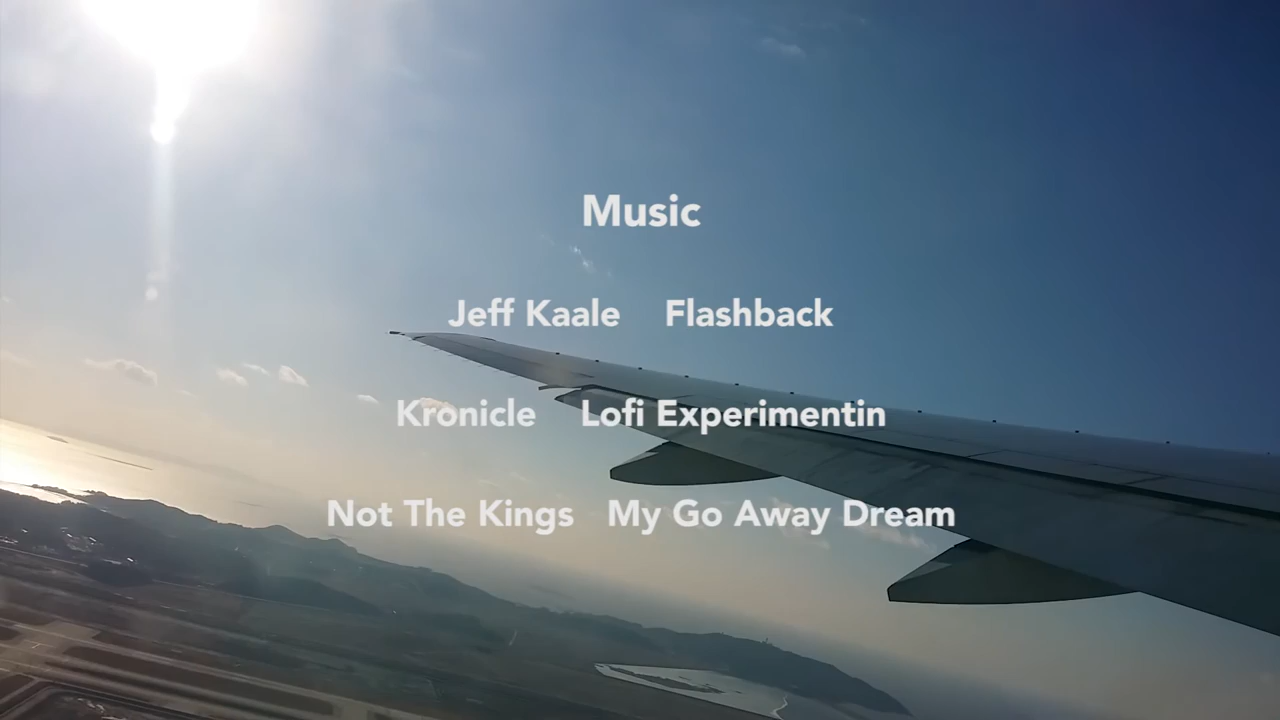 Music
Jeff Kaale Flashback
Kronicle Lofi Experimentin
Not The Kings My Go Away Dream